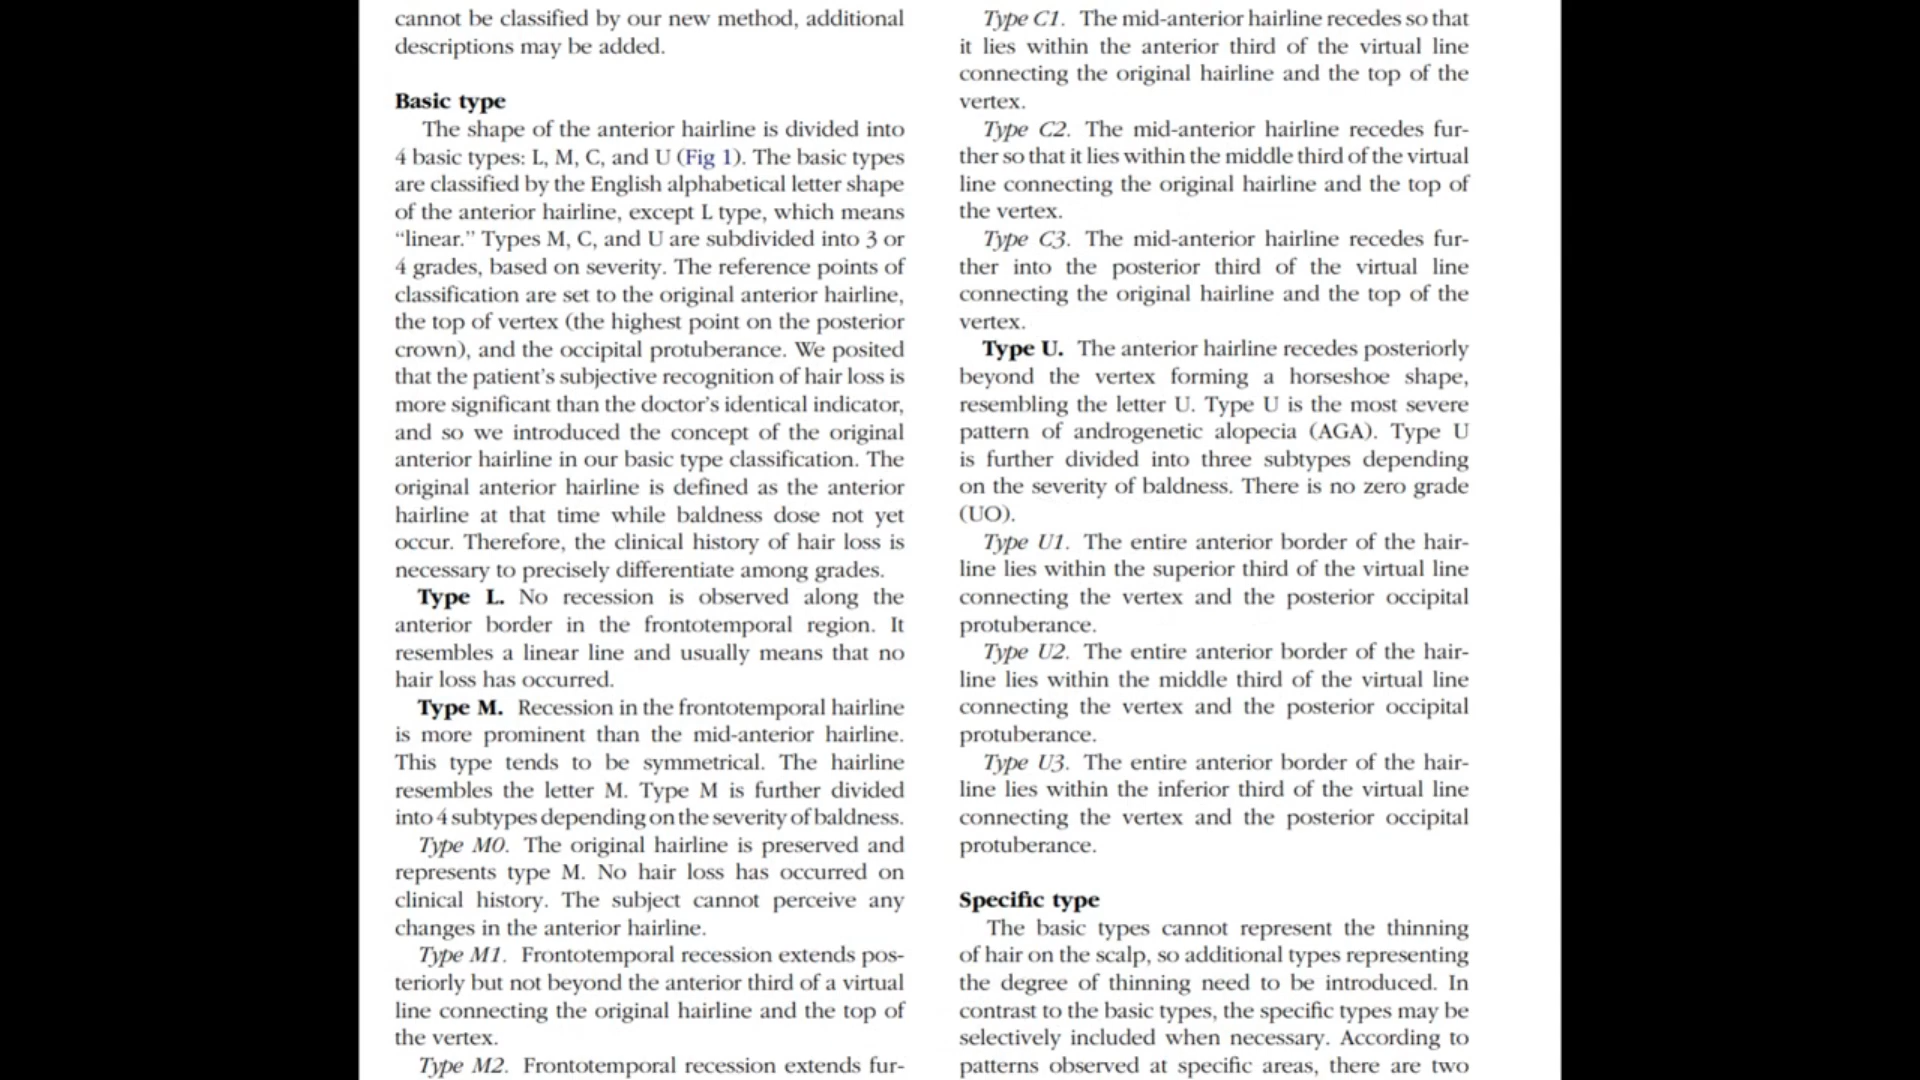 cannot be classified by our new method, additional
descriptions may be added.
Basic type
The shape of the anterior hairline is divided into
4 basic types: L, M, C, and U (Fig 1). The basic types
are classified by the English alphabetical letter shape
of the anterior hairline, except L type, which means
“linear.” Types M, C, and U are subdivided into 3 or
4 grades, based on severity. The reference points of
classification are set to the original anterior hairline,
the top of vertex (the highest point on the posterior
crown), and the occipital protuberance. We posited
that the patient’s subjective recognition of hair loss is
more significant than the doctor’s identical indicator,
and so we introduced the concept of the original
anterior hairline in our basic type classification. The
original anterior hairline is defined as the anterior
hairline at that time while baldness dose not yet
occur. Therefore, the clinical history of hair loss is
necessary to precisely differentiate among grades.
Type L. No recession is observed along the
anterior border in the frontotemporal region. It
resembles a linear line and usually means that no
hair loss has occurred.
Type M. Recession in the frontotemporal hairline
is more prominent than the mid-anterior hairline.
This type tends to be symmetrical. The hairline
resembles the letter M. Type M is further divided
into 4 subtypes depending on the severity of baldness.
Type M0. The original hairline is preserved and
represents type M. No hair loss has occurred on
clinical history. The subject cannot perceive any
changes in the anterior hairline.
Type M1. Frontotemporal recession extends pos-
teriorly but not beyond the anterior third of a virtual
line connecting the original hairline and the top of
the vertex.
Type M2. Frontotemporal recession extends fur-
Type C1. The mid-anterior hairline recedes so that
it lies within the anterior third of the virtual line
connecting the original hairline and the top of the
vertex.
Type C2. The mid-anterior hairline recedes fur-
ther so that it lies within the middle third of the virtual
line connecting the original hairline and the top of
the vertex.
Type C3. The mid-anterior hairline recedes fur-
ther into the posterior third of the virtual line
connecting the original hairline and the top of the
vertex.
Type U. The anterior hairline recedes posteriorly
beyond the vertex forming a horseshoe shape,
resembling the letter U. Type U is the most severe
pattern of androgenetic alopecia (AGA). Type U
is further divided into three subtypes depending
on the severity of baldness. There is no zero grade
(UO).
Type U1. The entire anterior border of the hair-
line lies within the superior third of the virtual line
connecting the vertex and the posterior occipital
protuberance.
Type U2. The entire anterior border of the hair-
line lies within the middle third of the virtual line
connecting the vertex and the posterior occipital
protuberance.
Type U3. The entire anterior border of the hair-
line lies within the inferior third of the virtual line
connecting the vertex and the posterior occipital
protuberance.
Specific type
The basic types cannot represent the thinning
of hair on the scalp, so additional types representing
the degree of thinning need to be introduced. In
contrast to the basic types, the specific types may be
selectively included when necessary. According to
patterns observed at specific areas, there are two